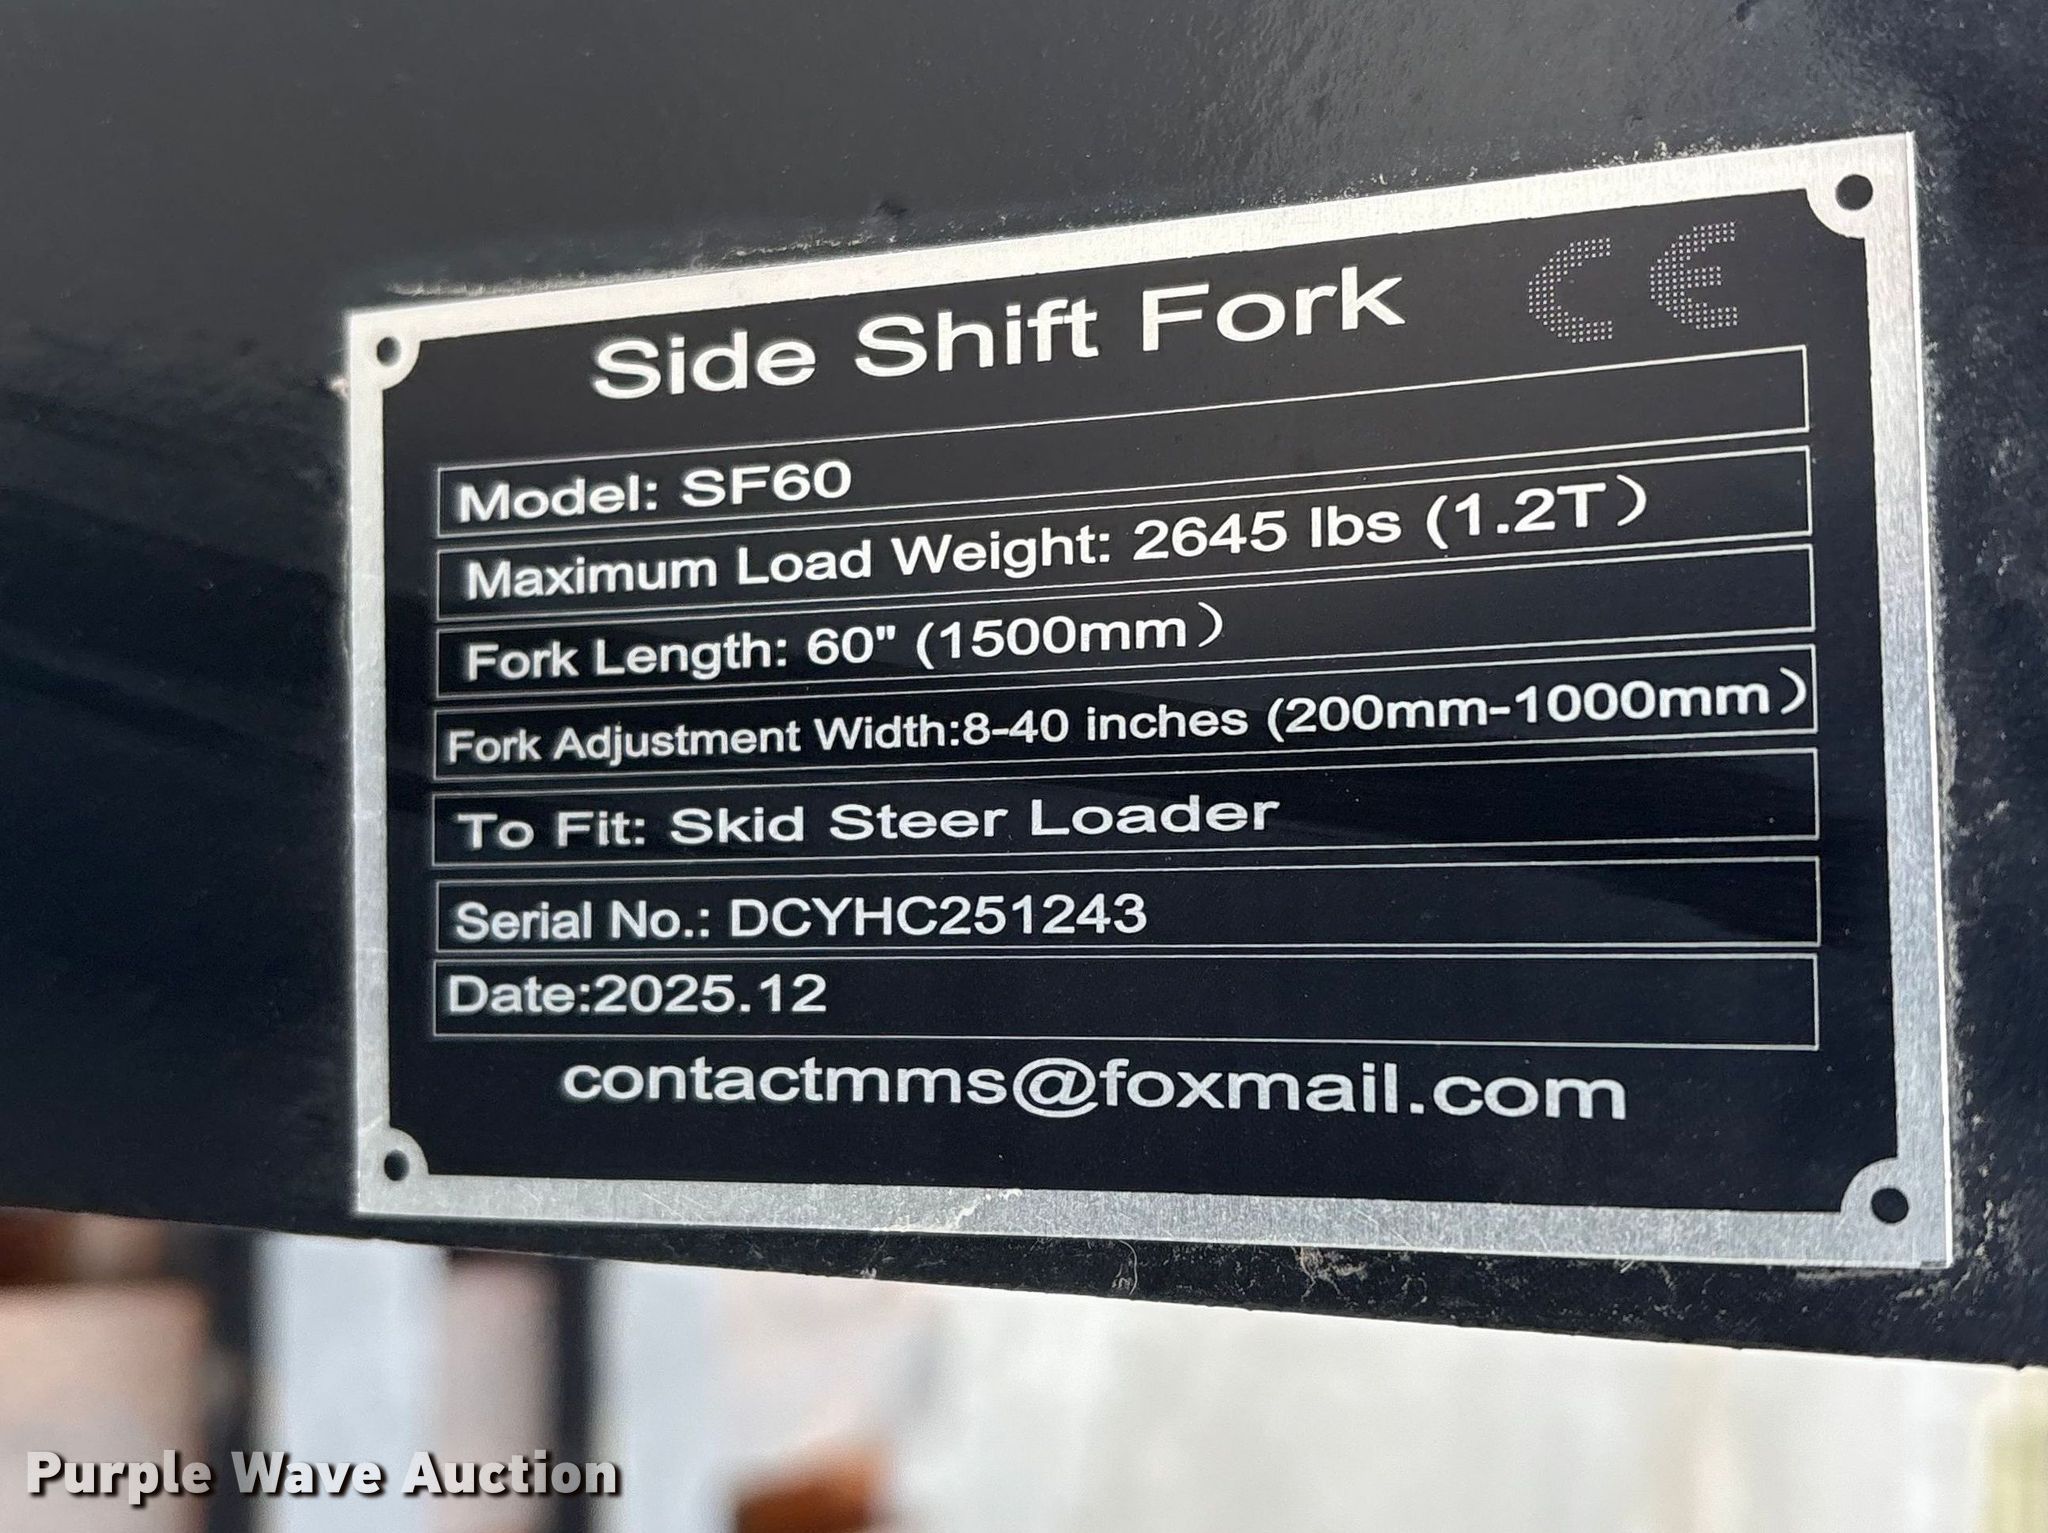 Side Shift Fork CE
Model: SF60
Maximum Load Weight: 2645 lbs (1.2T）
Fork Length: 60" (1500mm）
Fork Adjustment Width:8-40 inches (200mm-1000mm）
To Fit: Skid Steer Loader
Serial No.: DCYHC251243
Date:2025.12
contactmms@foxmail.com
Purple Wave Auction